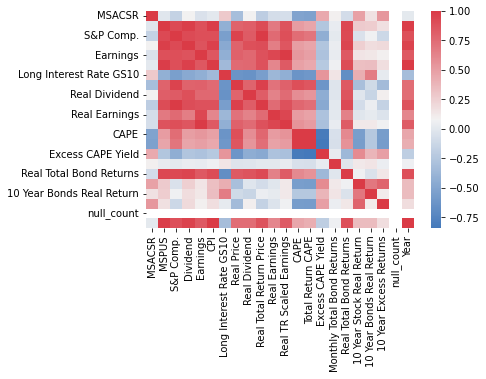 MSACSR
S&P Comp.
Dividend
Earnings
CPI
Long Interest Rate GS10
Real Dividend
Real Earnings
CAPE
Excess CAPE Yield
Real Total Bond Returns
10 Year Bonds Real Return
null_count
1.00
0.75
0.50
0.25
0.00
−0.25
−0.50
−0.75
MSACSR
MSPUS
S&P Comp.
Dividend
Earnings
CPI
Long Interest Rate GS10
Real Price
Real Dividend
Real Total Return Price
Real Earnings
Real TR Scaled Earnings
CAPE
Total Return CAPE
Excess CAPE Yield
Monthly Total Bond Returns
Real Total Bond Returns
10 Year Stock Real Return
10 Year Bonds Real Return
10 Year Excess Returns
null_count
Year